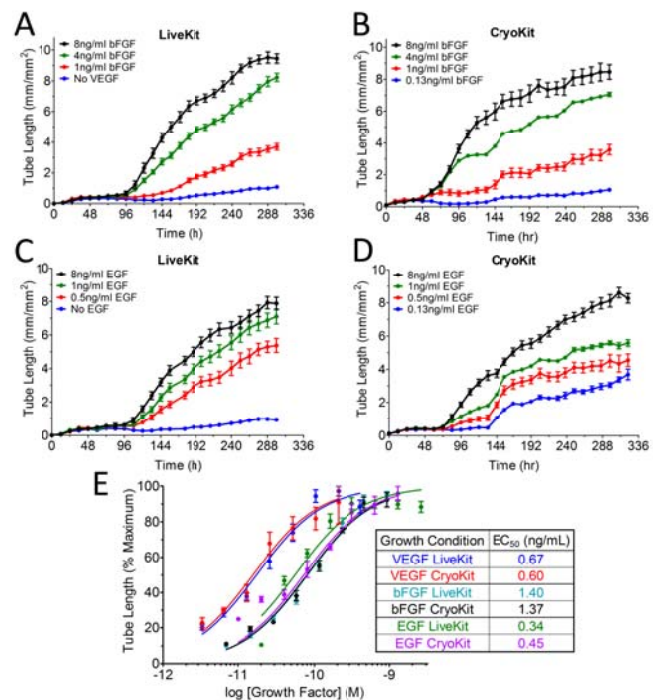 A
LiveKit
8ng/ml bFGF
4ng/ml bFGF
1ng/ml bFGF
No VEGF
Tube Length (mm/mm²)
10
8
6
4
2
0
0 48 96 144 192 240 288 336
Time (h)
B
CryoKit
8ng/ml bFGF
4ng/ml bFGF
1ng/ml bFGF
0.13ng/ml bFGF
Tube Length (mm/mm²)
10
8
6
4
2
0
0 48 96 144 192 240 288 336
Time (hr)
C
LiveKit
8ng/ml EGF
1ng/ml EGF
0.5ng/ml EGF
No EGF
Tube Length (mm/mm²)
10
8
6
4
2
0
0 48 96 144 192 240 288 336
Time (h)
D
CryoKit
8ng/ml EGF
1ng/ml EGF
0.5ng/ml EGF
0.13ng/ml EGF
Tube Length (mm/mm²)
10
8
6
4
2
0
0 48 96 144 192 240 288 336
Time (hr)
E
Tube Length (% Maximum)
100
80
60
40
20
0
-12 -11 -10 -9 -8
log [Growth Factor] (M)
Growth Condition EC₅₀ (ng/mL)
VEGF LiveKit 0.67
VEGF CryoKit 0.60
bFGF LiveKit 1.40
bFGF CryoKit 1.37
EGF LiveKit 0.34
EGF CryoKit 0.45